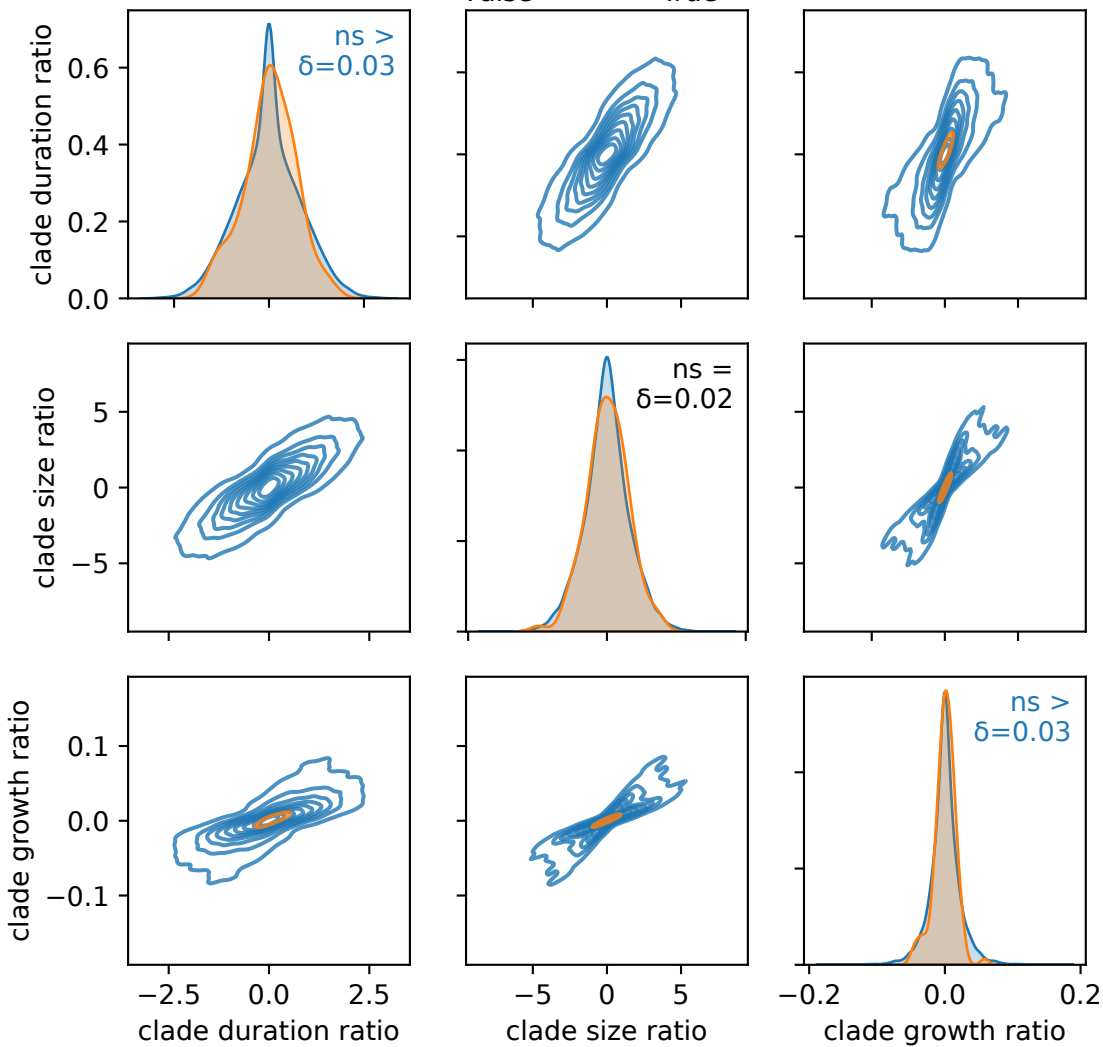 True
clade duration ratio
0.6
0.4
0.2
0.0
ns >
δ=0.03
clade size ratio
5
0
−5
ns =
δ=0.02
clade growth ratio
0.1
0.0
−0.1
ns >
δ=0.03
−2.5 0.0 2.5
−5 0 5
−0.2 0.0 0.2
clade duration ratio
clade size ratio
clade growth ratio